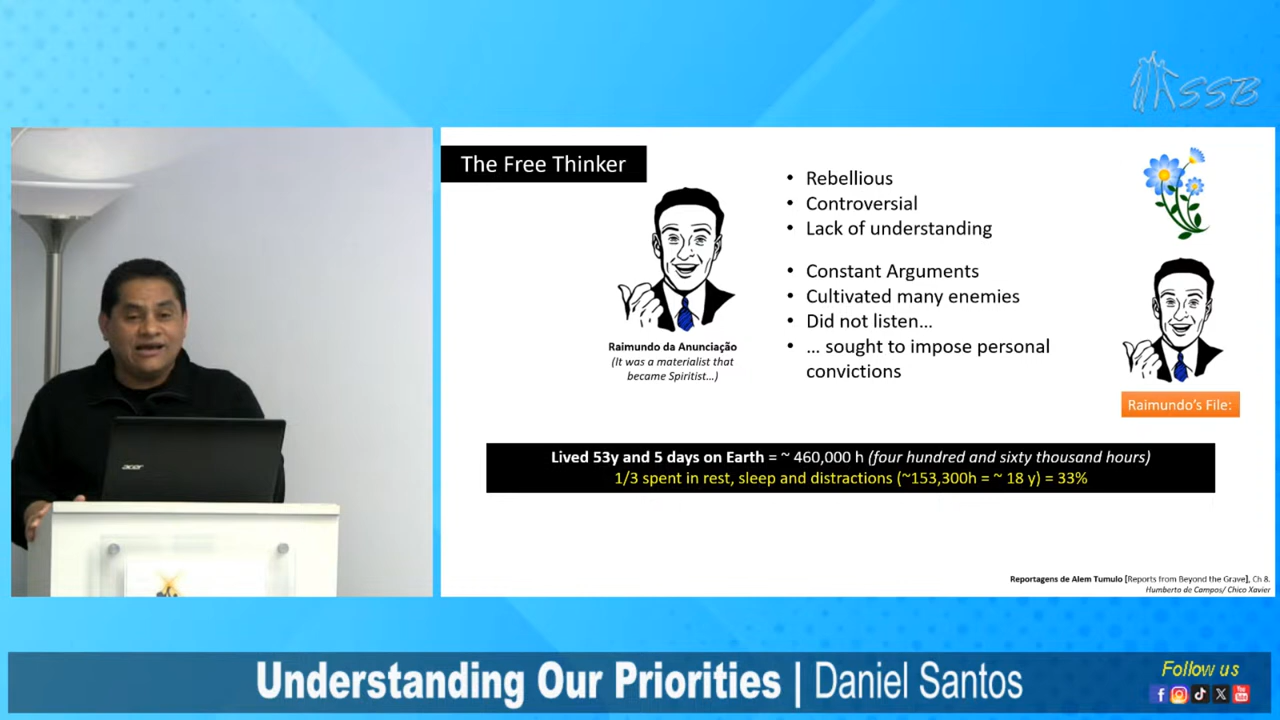 SSB
The Free Thinker
• Rebellious
• Controversial
• Lack of understanding
• Constant Arguments
• Cultivated many enemies
• Did not listen...
• ... sought to impose personal
convictions
Raimundo da Anunciação
(It was a materialist that
became Spiritist...)
Raimundo's File:
Lived 53y and 5 days on Earth = ~ 460,000 h (four hundred and sixty thousand hours)
1/3 spent in rest, sleep and distractions (~153,300h = ~ 18 y) = 33%
Reportagens de Alem Tumulo [Reports from Beyond the Grave], Ch 8.
Humberto de Campos/ Chico Xavier
acer
Understanding Our Priorities | Daniel Santos
Follow us